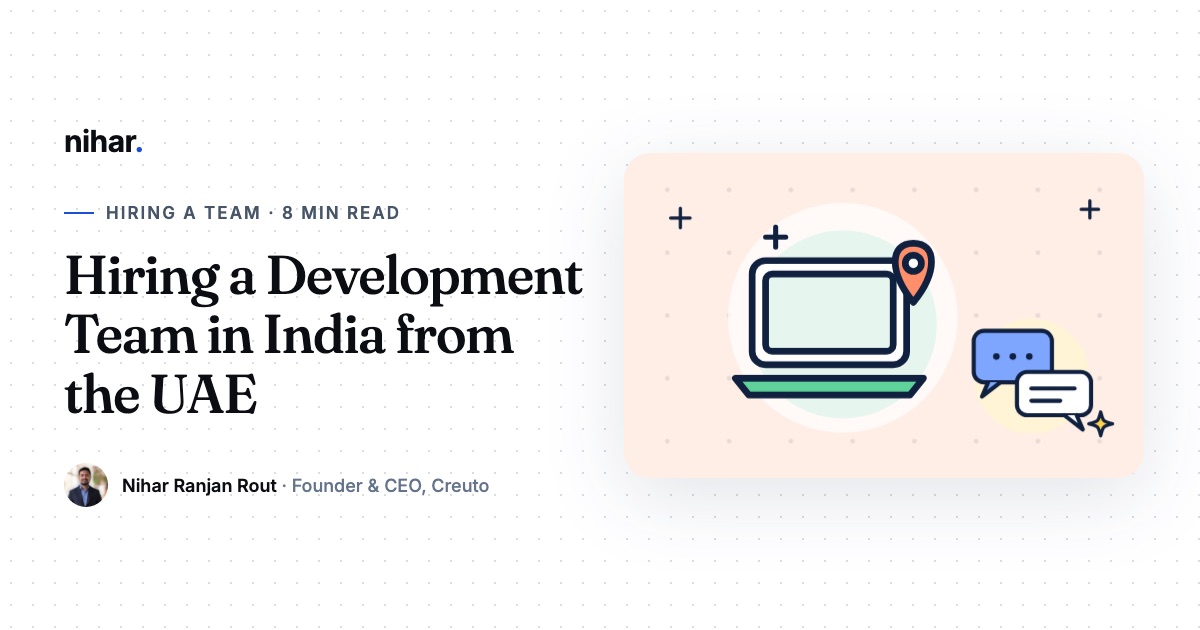 nihar.
HIRING A TEAM · 8 MIN READ
Hiring a Development
Team in India from
the UAE
Nihar Ranjan Rout · Founder & CEO, Creuto